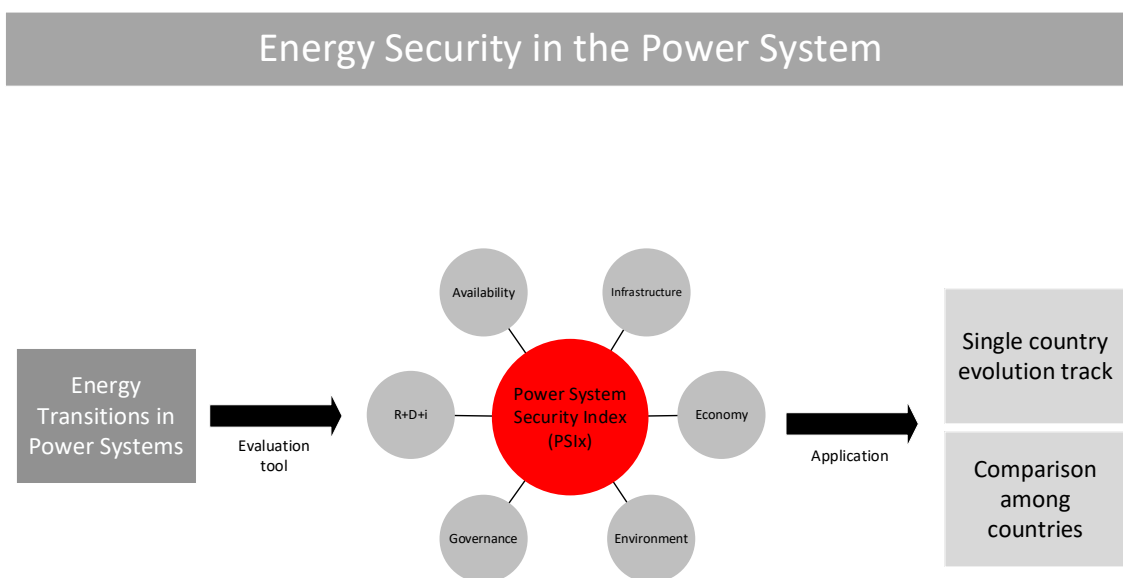 Energy Security in the Power System
Availability
Infrastructure
Energy
Transitions in
Power Systems
Evaluation
tool
R+D+i
Power System
Security Index
(PSIx)
Economy
Application
Governance
Environment
Single country
evolution track
Comparison
among
countries